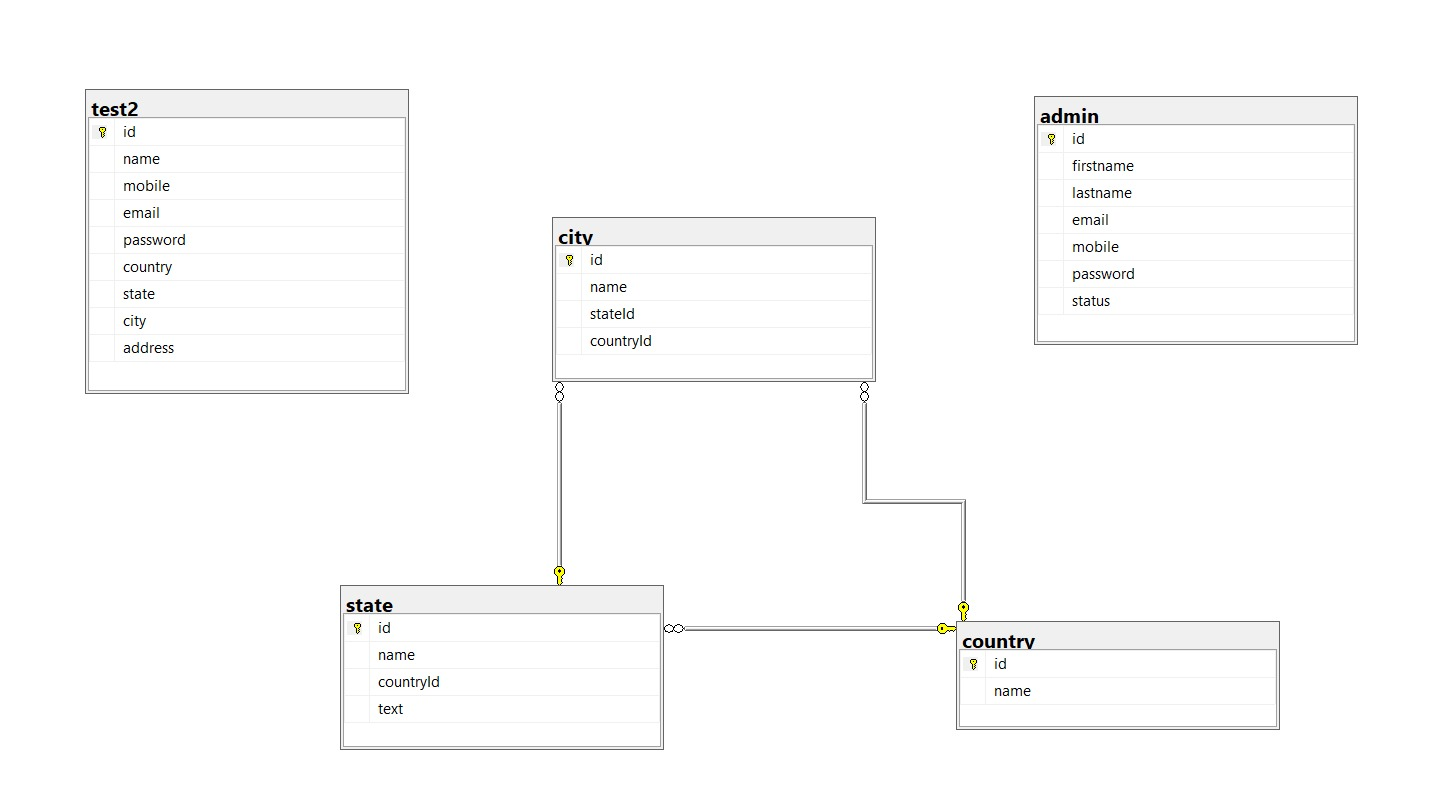 test2
id
name
mobile
email
password
country
state
city
address
admin
id
firstname
lastname
email
mobile
password
status
city
id
name
stateId
countryId
state
id
name
countryId
text
country
id
name